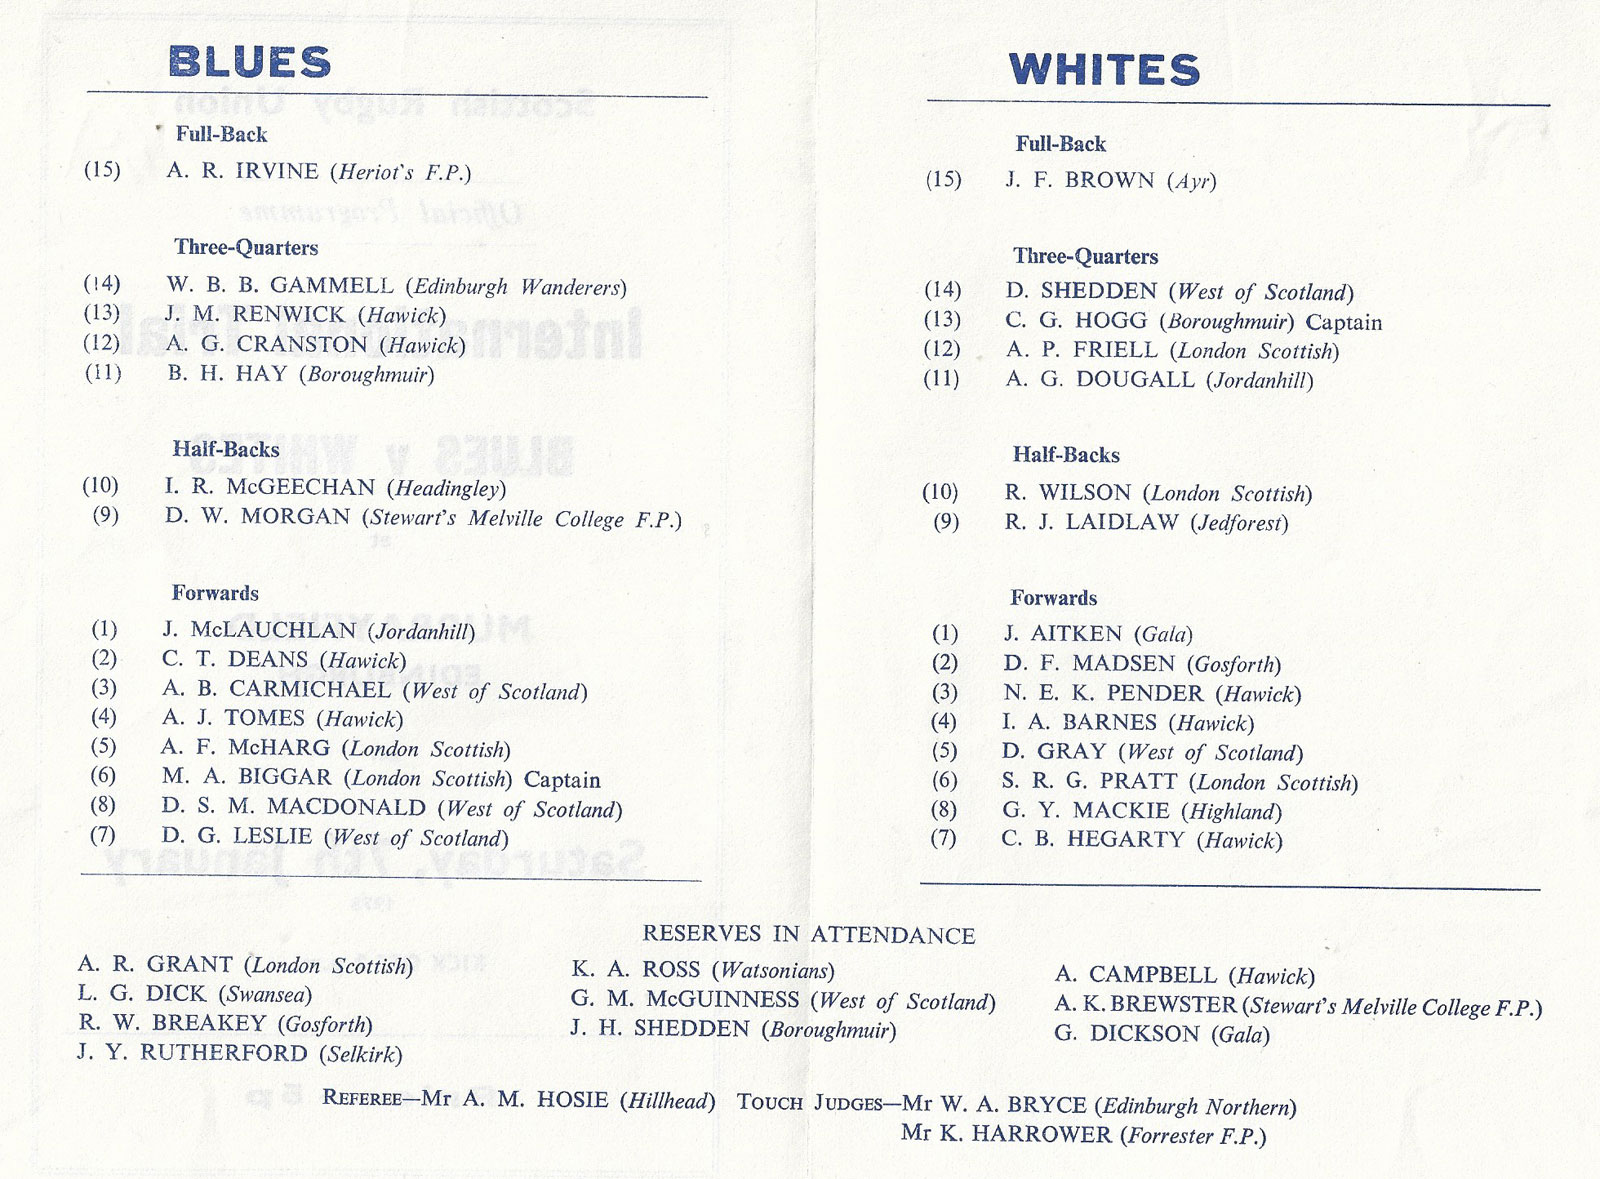 BLUES
Full-Back
(15) A. R. IRVINE (Heriot's F.P.)
Three-Quarters
(14) W. B. B. GAMMELL (Edinburgh Wanderers)
(13) J. M. RENWICK (Hawick)
(12) A. G. CRANSTON (Hawick)
(11) B. H. HAY (Boroughmuir)
Half-Backs
(10) I. R. McGEECHAN (Headingley)
(9) D. W. MORGAN (Stewart's Melville College F.P.)
Forwards
(1) J. McLAUCHLAN (Jordanhill)
(2) C. T. DEANS (Hawick)
(3) A. B. CARMICHAEL (West of Scotland)
(4) A. J. TOMES (Hawick)
(5) A. F. McHARG (London Scottish)
(6) M. A. BIGGAR (London Scottish) Captain
(8) D. S. M. MACDONALD (West of Scotland)
(7) D. G. LESLIE (West of Scotland)
WHITES
Full-Back
(15) J. F. BROWN (Ayr)
Three-Quarters
(14) D. SHEDDEN (West of Scotland)
(13) C. G. HOGG (Boroughmuir) Captain
(12) A. P. FRIELL (London Scottish)
(11) A. G. DOUGALL (Jordanhill)
Half-Backs
(10) R. WILSON (London Scottish)
(9) R. J. LAIDLAW (Jedforest)
Forwards
(1) J. AITKEN (Gala)
(2) D. F. MADSEN (Gosforth)
(3) N. E. K. PENDER (Hawick)
(4) I. A. BARNES (Hawick)
(5) D. GRAY (West of Scotland)
(6) S. R. G. PRATT (London Scottish)
(8) G. Y. MACKIE (Highland)
(7) C. B. HEGARTY (Hawick)
RESERVES IN ATTENDANCE
A. R. GRANT (London Scottish)
L. G. DICK (Swansea)
R. W. BREAKEY (Gosforth)
J. Y. RUTHERFORD (Selkirk)
K. A. ROSS (Watsonians)
G. M. McGUINNESS (West of Scotland)
J. H. SHEDDEN (Boroughmuir)
A. CAMPBELL (Hawick)
A. K. BREWSTER (Stewart's Melville College F.P.)
G. DICKSON (Gala)
REFEREE—Mr A. M. HOSIE (Hillhead) TOUCH JUDGES—Mr W. A. BRYCE (Edinburgh Northern)
Mr K. HARROWER (Forrester F.P.)